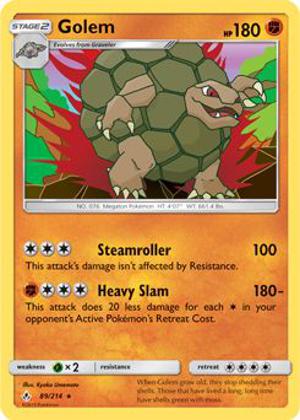 STAGE 2 Golem HP 180
Evolves from Graveler
NO. 076 Megaton Pokémon HT: 4'07" WT: 661.4 lbs.
Steamroller 100
This attack's damage isn't affected by Resistance.
Heavy Slam 180-
This attack does 20 less damage for each in your
opponent's Active Pokémon's Retreat Cost.
weakness ×2 resistance retreat
Illus. Kyoko Umemoto
89/214
When Golem grow old, they stop shedding their
shells. Those that have lived a long, long time
have shells green with moss.